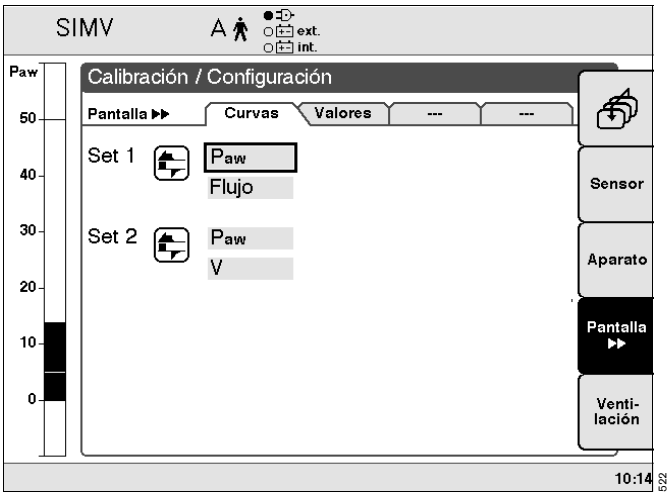 SIMV
A
ext.
int.
Paw
50
40
30
20
10
0
Calibración / Configuración
Pantalla ▸▸
Curvas
Valores
---
---
Set 1
Paw
Flujo
Set 2
Paw
V
Sensor
Aparato
Pantalla
▸▸
Venti-
lación
10:14
522